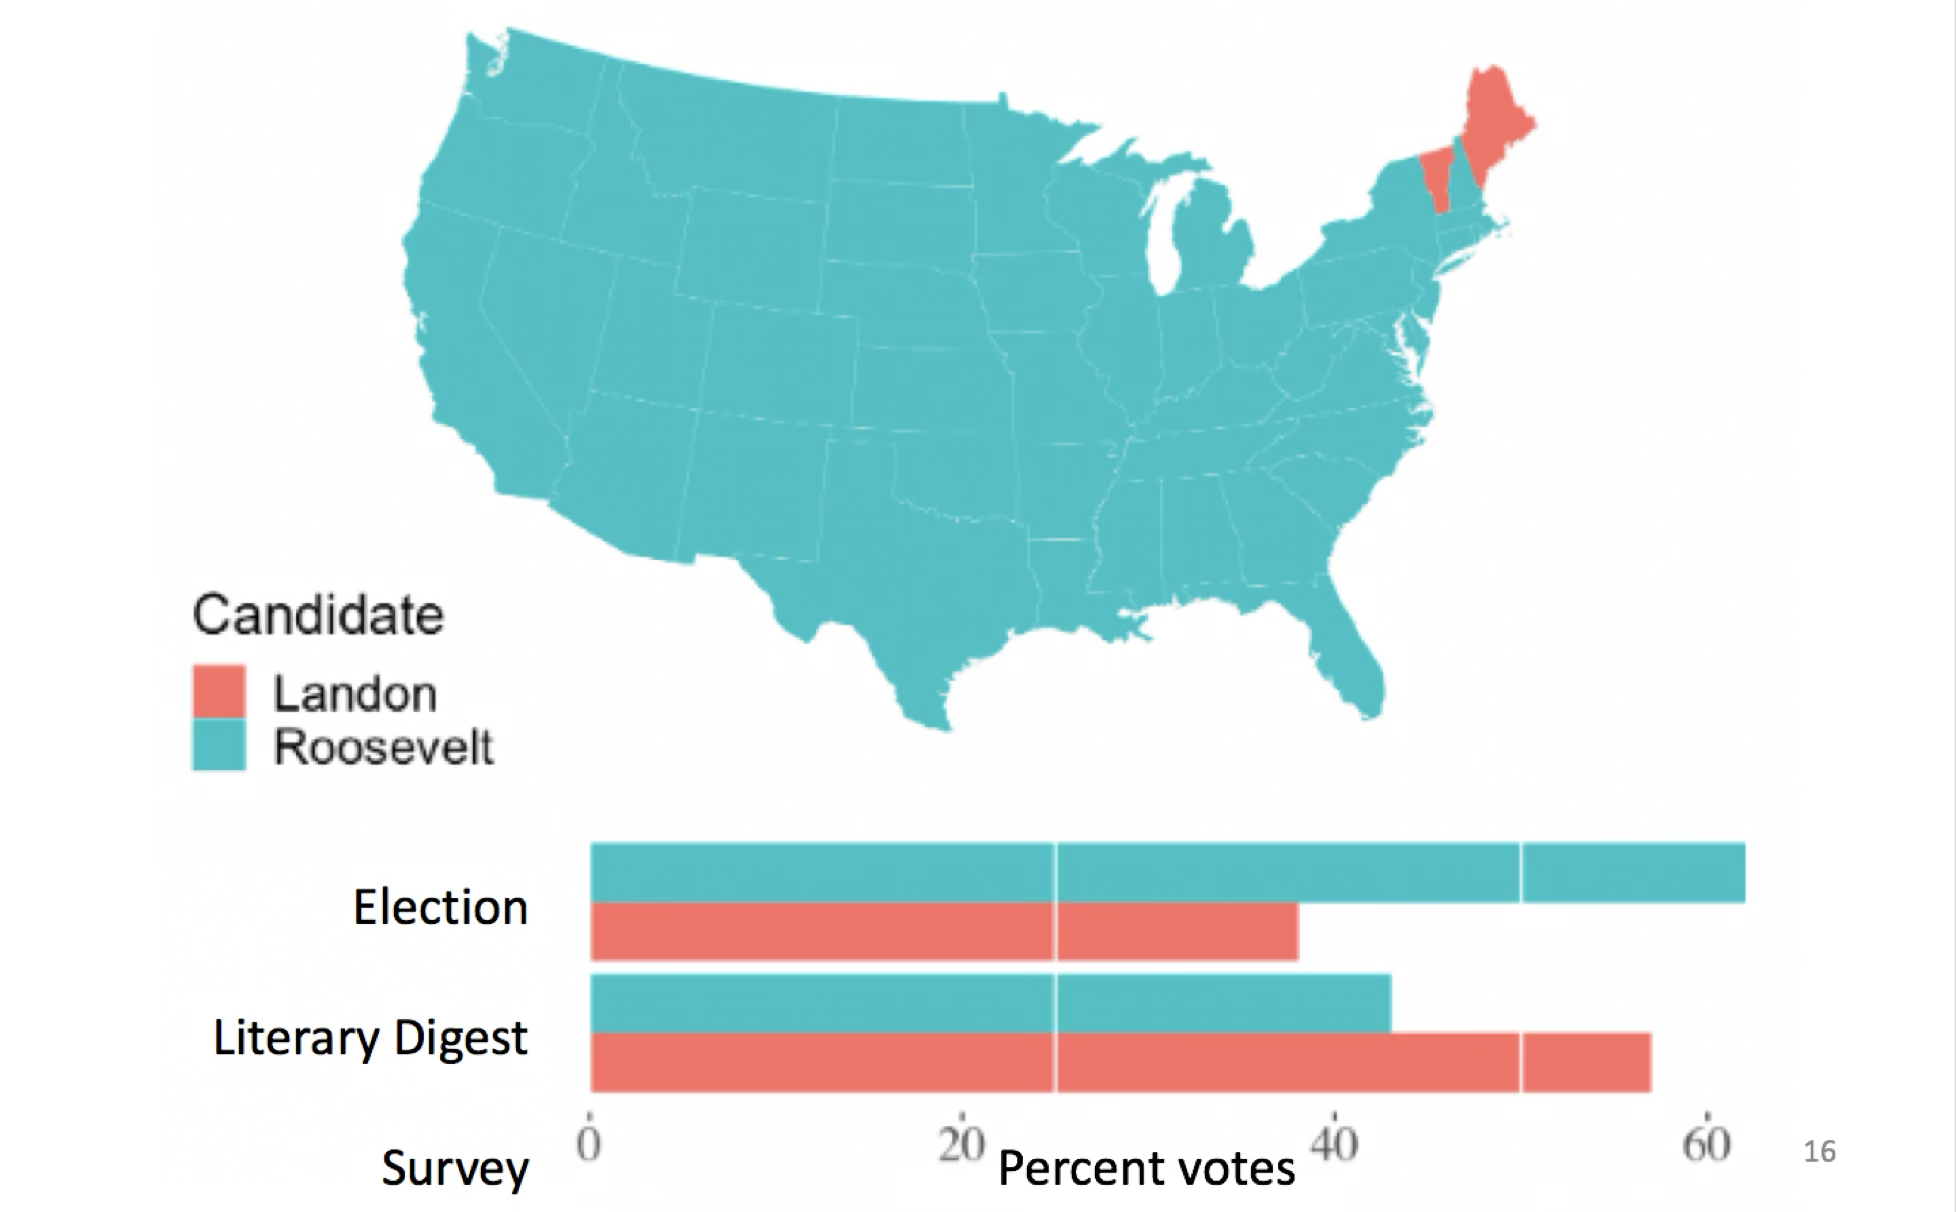 Candidate
Landon
Roosevelt
Election
Literary Digest
0 20 40 60
Survey Percent votes
16